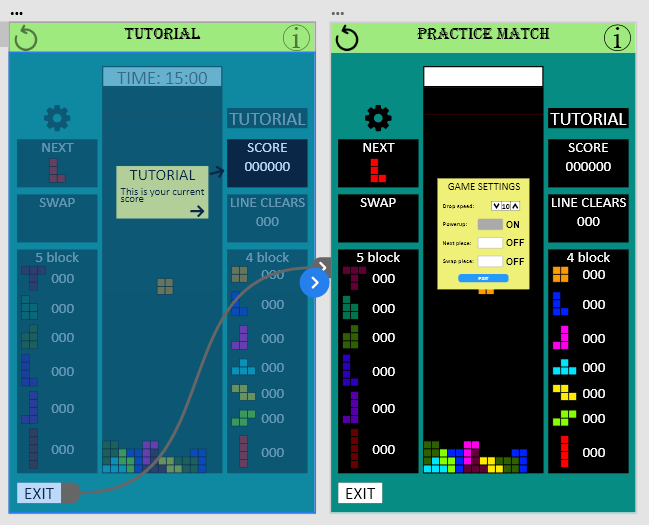 TUTORIAL
i
TIME: 15:00
TUTORIAL
NEXT
SCORE
000000
TUTORIAL
This is your current
score
SWAP
LINE CLEARS
000
5 block
4 block
000
000
000
000
000
000
000
000
000
000
000
000
000
EXIT
PRACTICE MATCH
i
TUTORIAL
NEXT
SCORE
000000
GAME SETTINGS
Drop speed:
10
Powerup:
ON
Next piece:
OFF
Swap piece:
OFF
SWAP
LINE CLEARS
000
5 block
4 block
000
000
000
000
000
000
000
000
000
000
000
000
000
EXIT